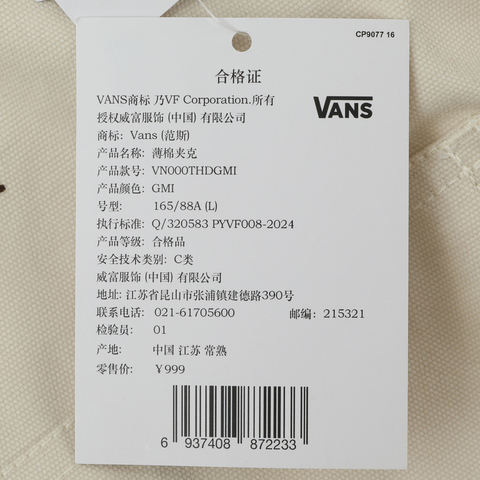 CP9077 16
合格证
VANS
VANS商标 乃VF Corporation.所有
授权威富服饰 (中国) 有限公司
商标: Vans (范斯)
产品名称: 薄棉夹克
产品款号: VN000THDGMI
产品颜色: GMI
号型: 165/88A (L)
执行标准: Q/320583 PYVF008-2024
产品等级: 合格品
安全技术类别: C类
威富服饰 (中国) 有限公司
地址: 江苏省昆山市张浦镇建德路390号
联系电话: 021-61705600 邮编: 215321
检验员: 01
产地: 中国 江苏 常熟
零售价: ￥999
6 937408 872233